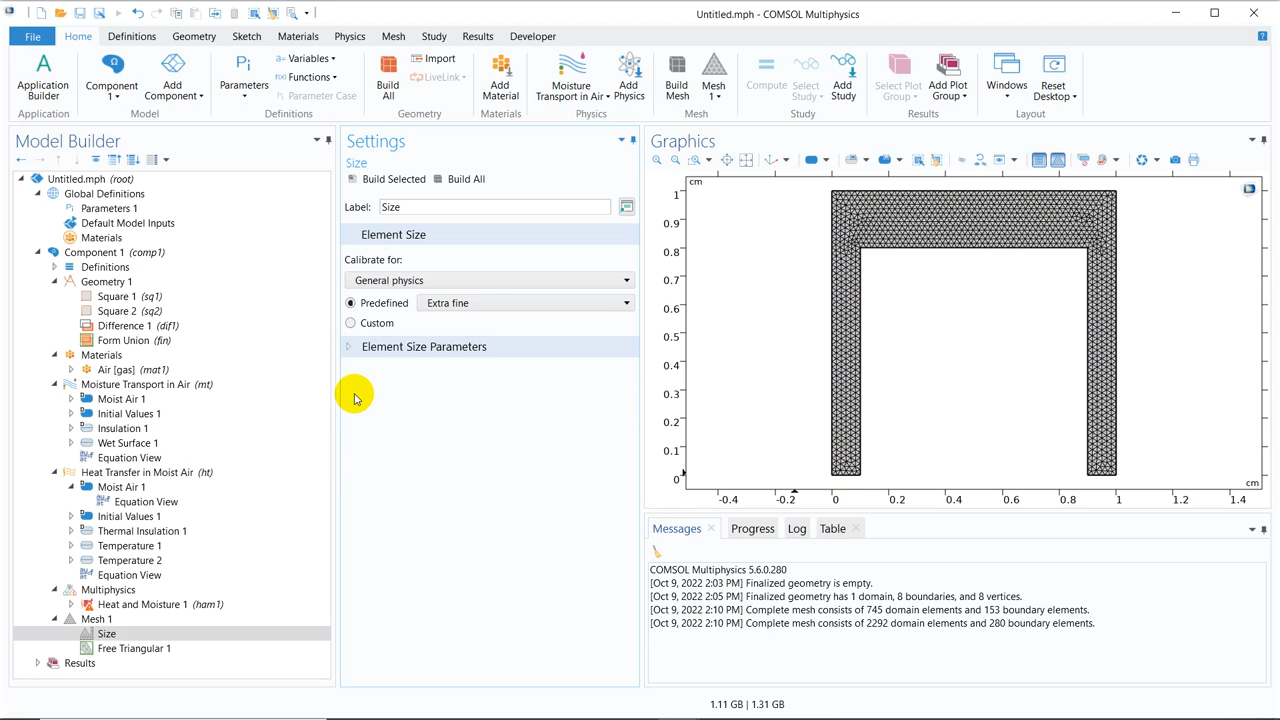 Untitled.mph - COMSOL Multiphysics
File Home Definitions Geometry Sketch Materials Physics Mesh Study Results Developer
Application Builder
Component 1
Add Component
Parameters
Variables
Functions
Parameter Case
Build All
Import
LiveLink
Add Material
Moisture Transport in Air
Add Physics
Build Mesh
Mesh 1
Compute
Select Study
Add Study
Select Plot Group
Add Plot Group
Windows
Reset Desktop
Application Model Definitions Geometry Materials Physics Mesh Study Results Layout
Model Builder
Untitled.mph (root)
Global Definitions
Parameters 1
Default Model Inputs
Materials
Component 1 (comp1)
Definitions
Geometry 1
Square 1 (sq1)
Square 2 (sq2)
Difference 1 (dif1)
Form Union (fin)
Materials
Air [gas] (mat1)
Moisture Transport in Air (mt)
Moist Air 1
Initial Values 1
Insulation 1
Wet Surface 1
Equation View
Heat Transfer in Moist Air (ht)
Moist Air 1
Equation View
Initial Values 1
Thermal Insulation 1
Temperature 1
Temperature 2
Equation View
Multiphysics
Heat and Moisture 1 (ham1)
Mesh 1
Size
Free Triangular 1
Results
Settings
Size
Build Selected Build All
Label: Size
Element Size
Calibrate for:
General physics
Predefined Extra fine
Custom
Element Size Parameters
Graphics
cm
1
0.9
0.8
0.7
0.6
0.5
0.4
0.3
0.2
0.1
0
cm
-0.4 -0.2 0 0.2 0.4 0.6 0.8 1 1.2 1.4
Messages Progress Log Table
COMSOL Multiphysics 5.6.0.280
[Oct 9, 2022 2:03 PM] Finalized geometry is empty.
[Oct 9, 2022 2:05 PM] Finalized geometry has 1 domain, 8 boundaries, and 8 vertices.
[Oct 9, 2022 2:10 PM] Complete mesh consists of 745 domain elements and 153 boundary elements.
[Oct 9, 2022 2:10 PM] Complete mesh consists of 2292 domain elements and 280 boundary elements.
1.11 GB | 1.31 GB